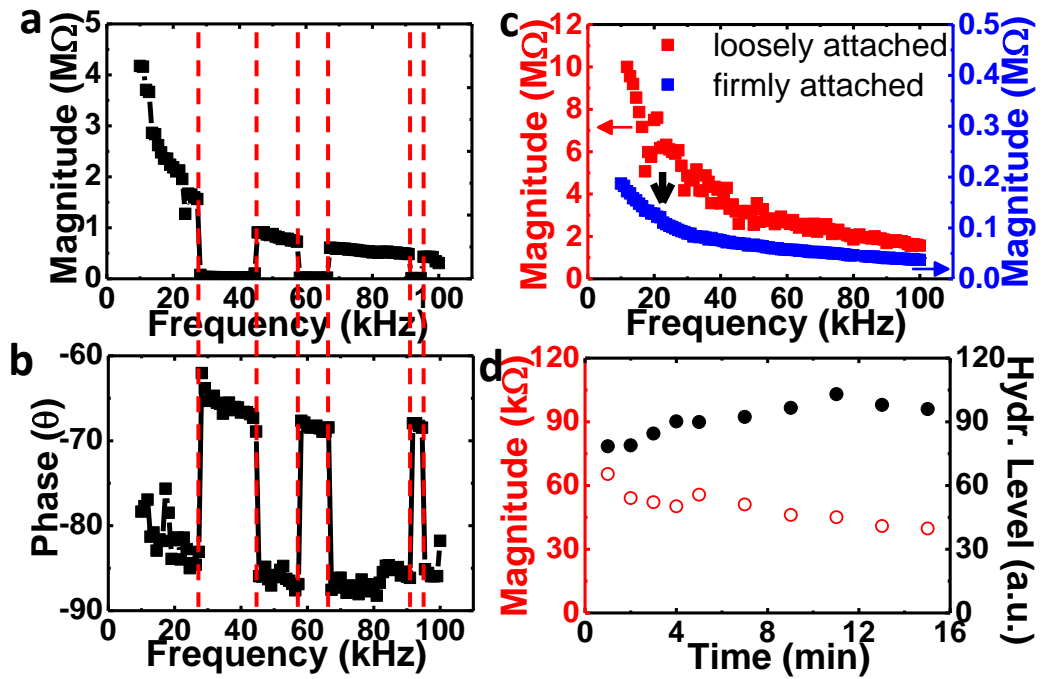 a
Magnitude (MΩ)
5
4
3
2
1
0
0 20 40 60 80 100
Frequency (kHz)
b
Phase (θ)
-60
-70
-80
-90
0 20 40 60 80 100
Frequency (kHz)
c
Magnitude (MΩ)
12
10
8
6
4
2
0
loosely attached
firmly attached
0.5
0.4
0.3
0.2
0.1
0.0
Magnitude (MΩ)
0 20 40 60 80 100
Frequency (kHz)
d
Magnitude (kΩ)
120
90
60
30
0
120
90
60
30
0
Hydr. Level (a.u.)
0 4 8 12 16
Time (min)